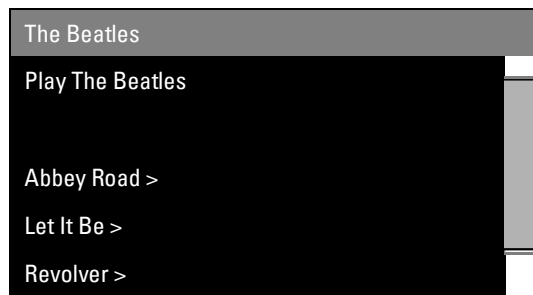 The Beatles
Play The Beatles
Abbey Road >
Let It Be >
Revolver >